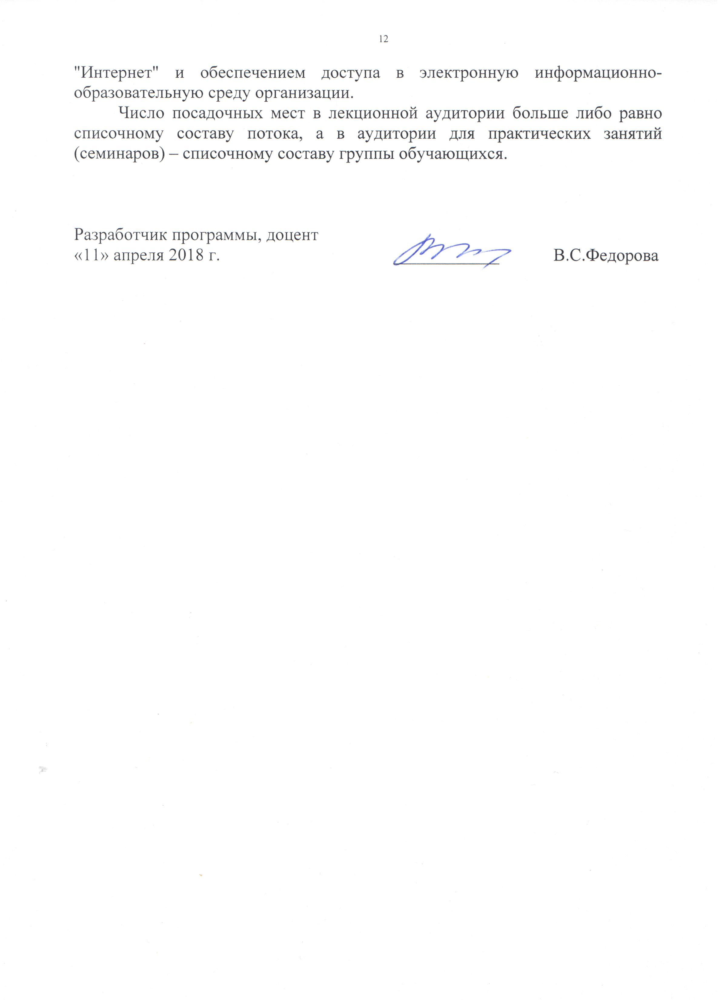 12
"Интернет" и обеспечением доступа в электронную информационно-
образовательную среду организации.
Число посадочных мест в лекционной аудитории больше либо равно
списочному составу потока, а в аудитории для практических занятий
(семинаров) – списочному составу группы обучающихся.
Разработчик программы, доцент
«11» апреля 2018 г. В.С.Федорова